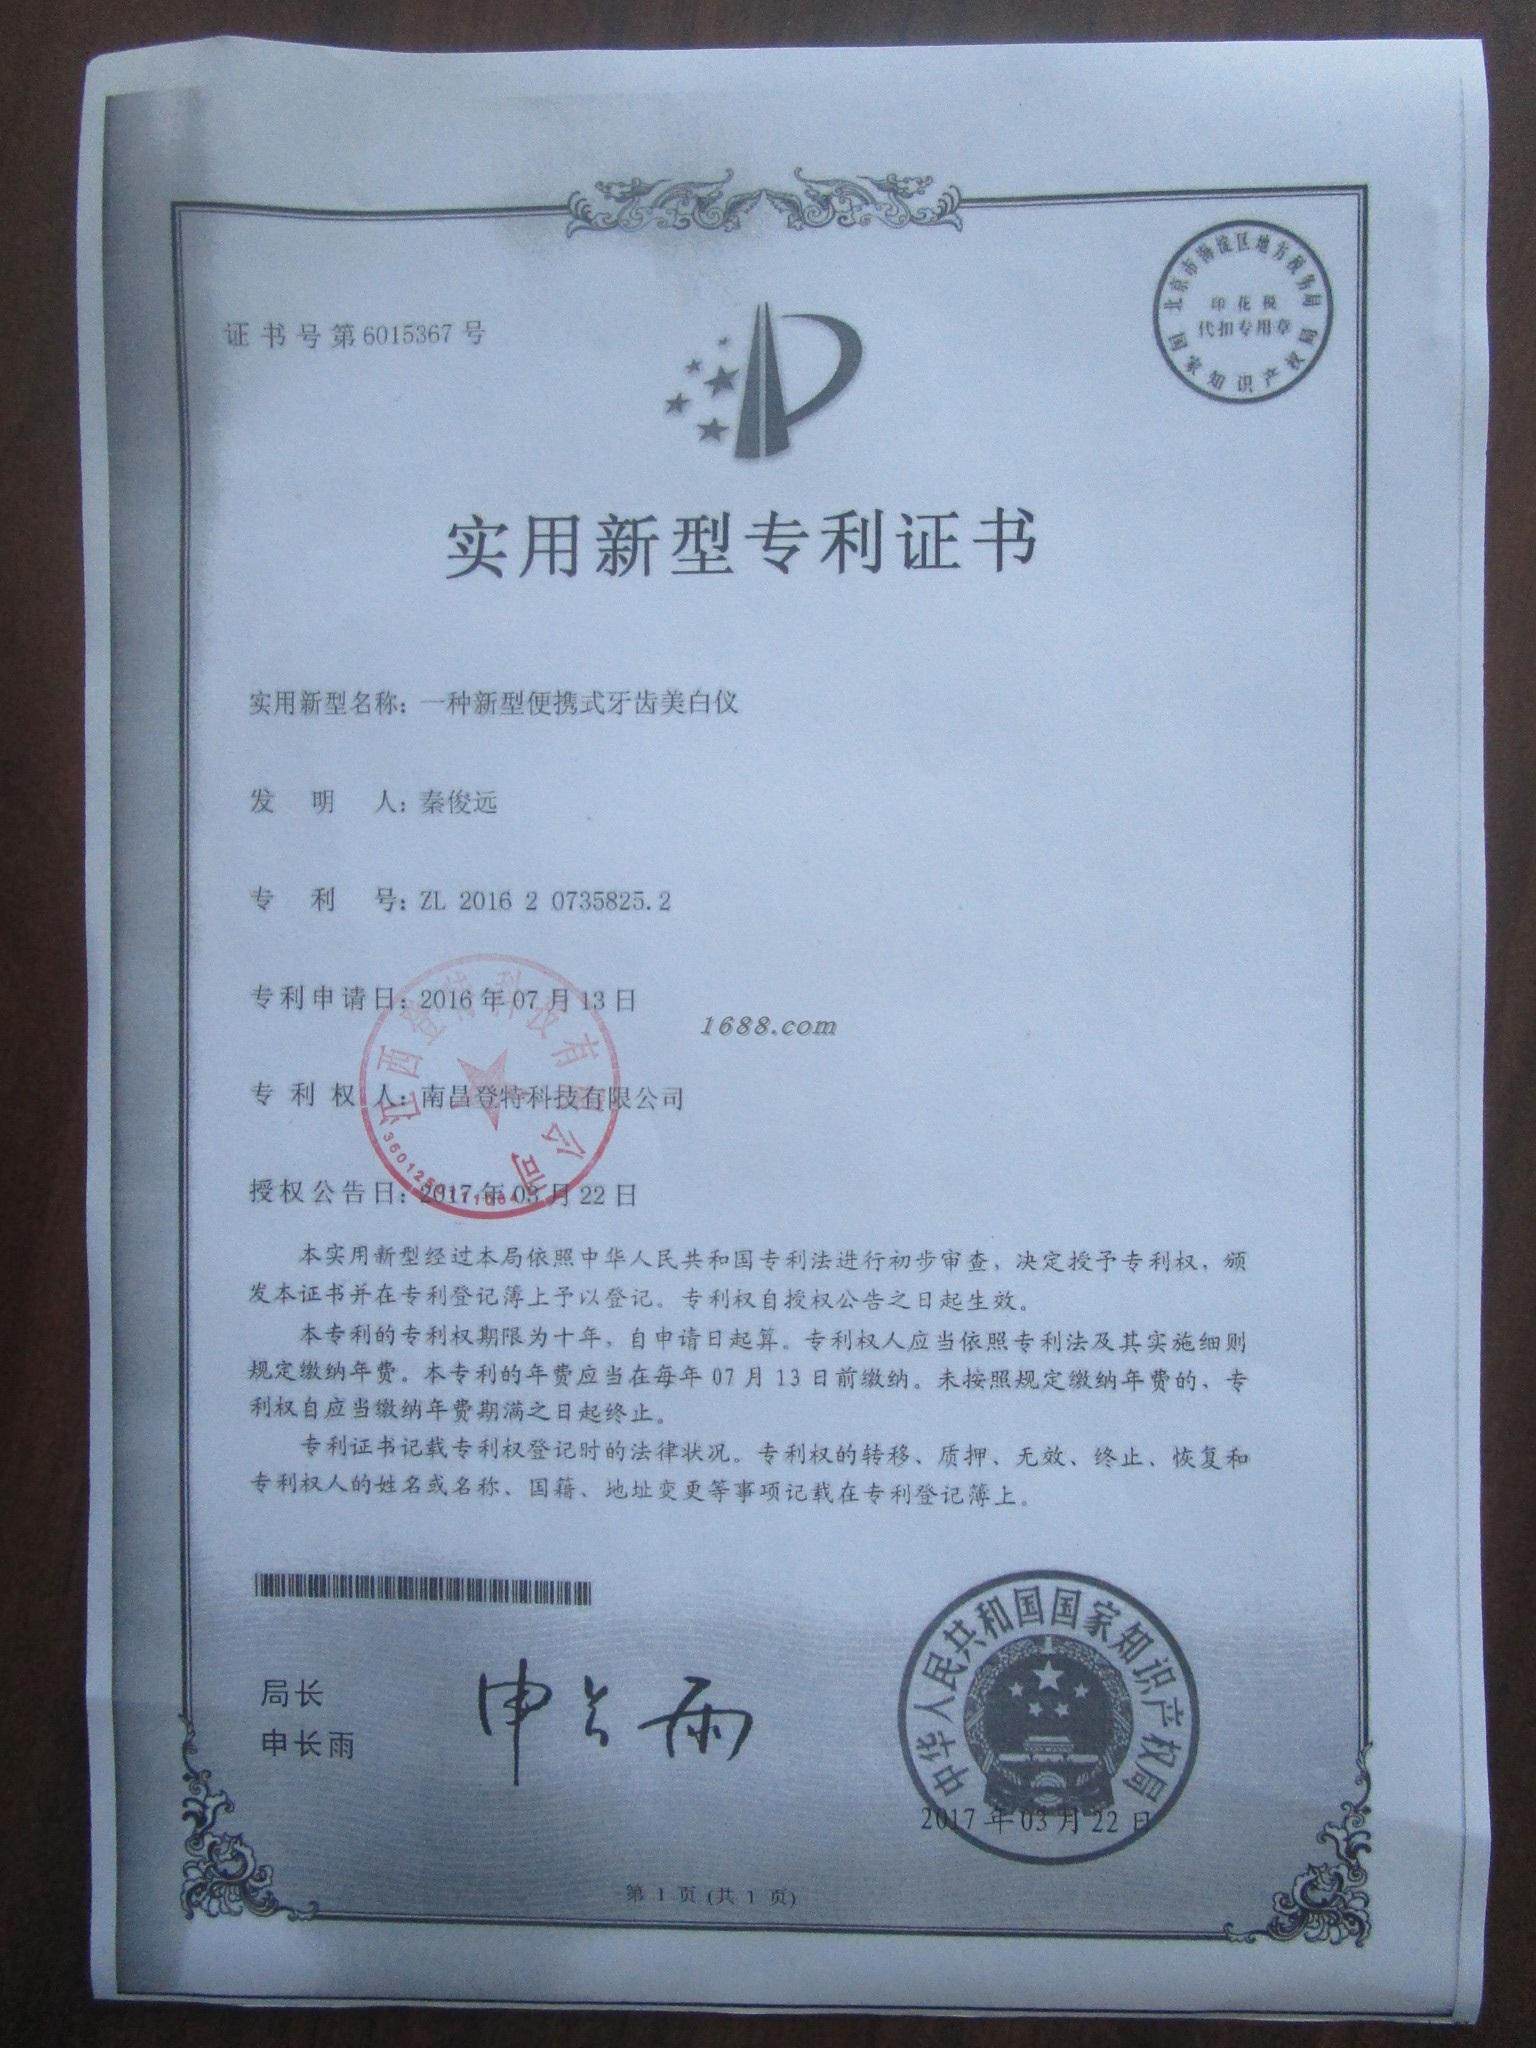 证书号第6015367号
北京市海淀区地方税务局
印花税
代扣专用章
国家知识产权局
实用新型专利证书
实用新型名称：一种新型便携式牙齿美白仪
发明人：秦俊远
专利号：ZL 2016 2 0735825.2
专利申请日：2016年07月13日
1688.com
专利权人：南昌登特科技有限公司
江西登特科技有限公司
授权公告日：2017年03月22日
本实用新型经过本局依照中华人民共和国专利法进行初步审查，决定授予专利权，颁
发本证书并在专利登记簿上予以登记。专利权自授权公告之日起生效。
本专利的专利权期限为十年，自申请日起算。专利权人应当依照专利法及其实施细则
规定缴纳年费。本专利的年费应当在每年07月13日前缴纳。未按照规定缴纳年费的，专
利权自应当缴纳年费期满之日起终止。
专利证书记载专利权登记时的法律状况。专利权的转移、质押、无效、终止、恢复和
专利权人的姓名或名称、国籍、地址变更等事项记载在专利登记簿上。
局长
申长雨
申长雨
中华人民共和国国家知识产权局
2017年03月22日
第1页(共1页)